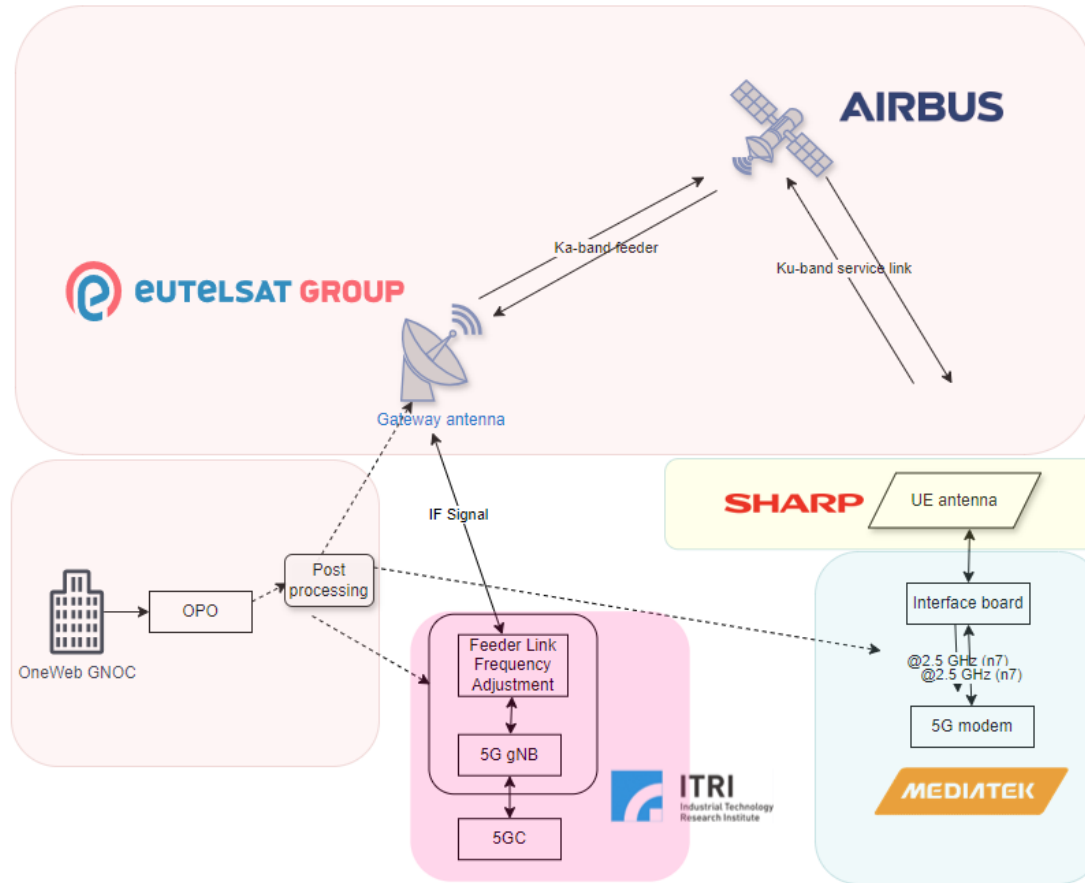 AIRBUS
Ka-band feeder
Ku-band service link
eutelsat GROUP
Gateway antenna
IF Signal
SHARP
UE antenna
Post
processing
OPO
OneWeb GNOC
Interface board
Feeder Link
Frequency
Adjustment
@2.5 GHz (n7)
@2.5 GHz (n7)
5G modem
5G gNB
ITRI
Industrial Technology
Research Institute
MEDIATEK
5GC